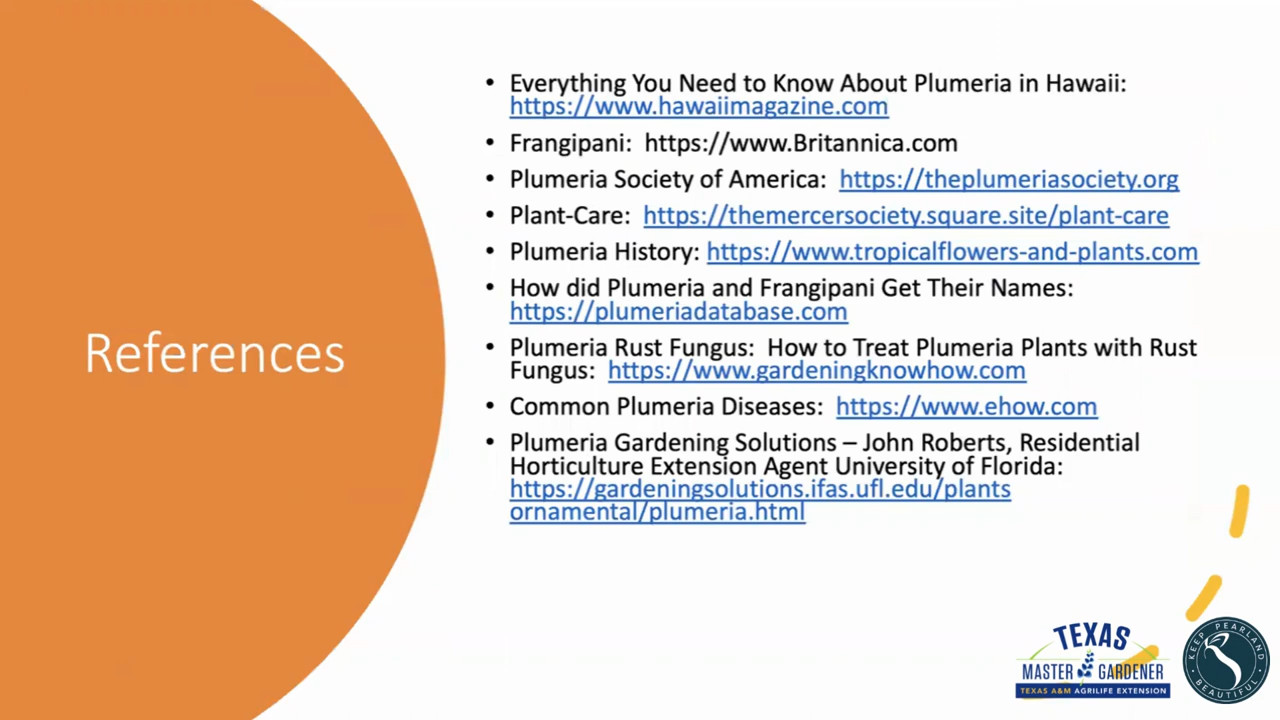 References
• Everything You Need to Know About Plumeria in Hawaii:
https://www.hawaiimagazine.com
• Frangipani: https://www.Britannica.com
• Plumeria Society of America: https://theplumeriasociety.org
• Plant-Care: https://themercersociety.square.site/plant-care
• Plumeria History: https://www.tropicalflowers-and-plants.com
• How did Plumeria and Frangipani Get Their Names:
https://plumeriadatabase.com
• Plumeria Rust Fungus: How to Treat Plumeria Plants with Rust
Fungus: https://www.gardeningknowhow.com
• Common Plumeria Diseases: https://www.ehow.com
• Plumeria Gardening Solutions – John Roberts, Residential
Horticulture Extension Agent University of Florida:
https://gardeningsolutions.ifas.ufl.edu/plants
ornamental/plumeria.html
TEXAS
MASTER GARDENER
TEXAS A&M AGRILIFE EXTENSION
KEEP PEARLAND
BEAUTIFUL